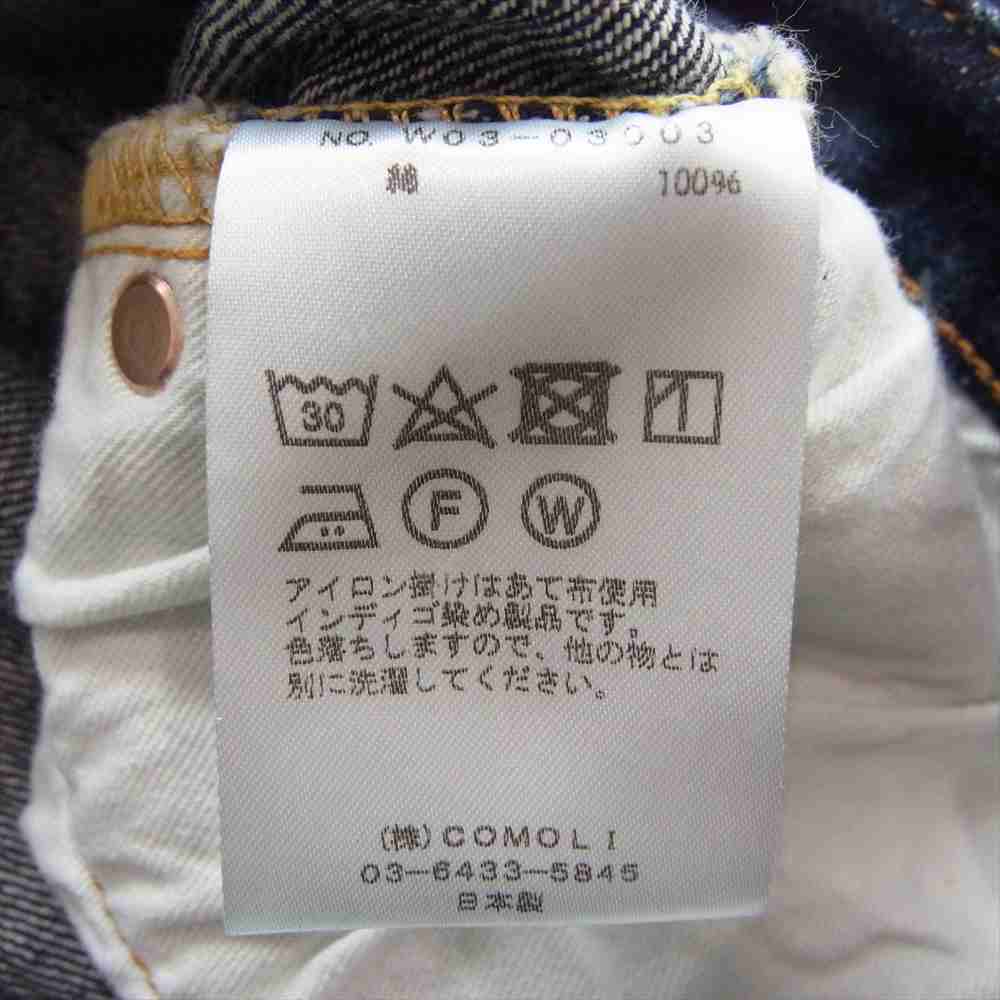 NO. W03-03003
綿 100%
30
F W
アイロン掛けはあて布使用
インディゴ染め製品です。
色落ちしますので、他の物とは
別に洗濯してください。
(株)COMOLI
03-6433-5845
日本製